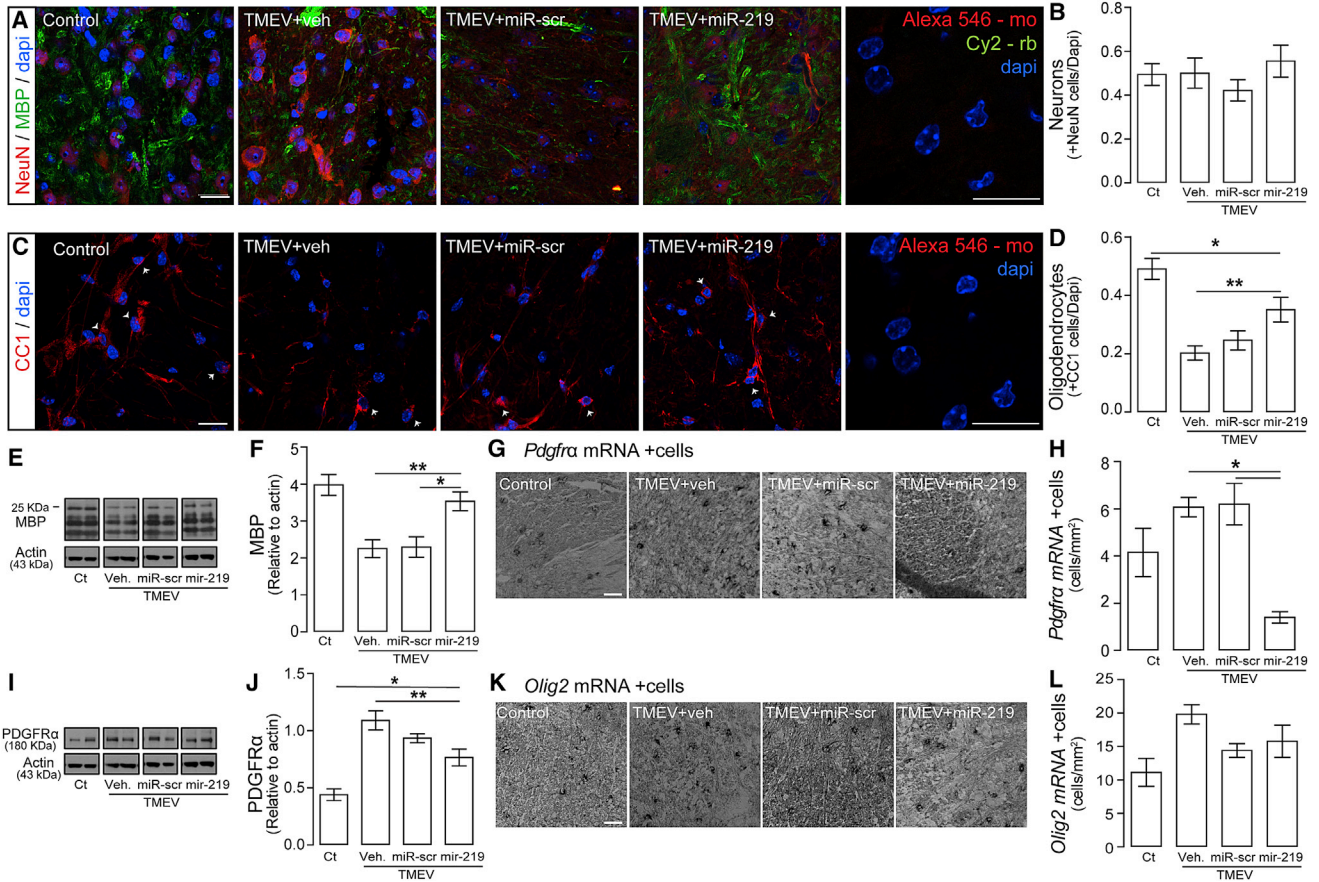 A
Control
TMEV+veh
TMEV+miR-scr
TMEV+miR-219
Alexa 546 - mo
Cy2 - rb
dapi
NeuN / MBP / dapi
B
Neurons
(+NeuN cells/Dapi)
0.8
0.6
0.4
0.2
0.0
Ct
Veh.
miR-scr
mir-219
TMEV
C
Control
TMEV+veh
TMEV+miR-scr
TMEV+miR-219
Alexa 546 - mo
dapi
CC1 / dapi
D
Oligodendrocytes
(+CC1 cells/Dapi)
0.6
0.4
0.2
0.0
*
**
Ct
Veh.
miR-scr
mir-219
TMEV
E
25 KDa
MBP
Actin
(43 kDa)
Ct
Veh.
miR-scr
mir-219
TMEV
F
MBP
(Relative to actin)
5
4
3
2
1
0
**
*
Ct
Veh.
miR-scr
mir-219
TMEV
G
Pdgfrα mRNA +cells
Control
TMEV+veh
TMEV+miR-scr
TMEV+miR-219
H
Pdgfrα mRNA +cells
(cells/mm²)
8
6
4
2
0
*
Ct
Veh.
miR-scr
mir-219
TMEV
I
PDGFRα
(180 KDa)
Actin
(43 kDa)
Ct
Veh.
miR-scr
mir-219
TMEV
J
PDGFRα
(Relative to actin)
1.5
1.0
0.5
0.0
*
**
Ct
Veh.
miR-scr
mir-219
TMEV
K
Olig2 mRNA +cells
Control
TMEV+veh
TMEV+miR-scr
TMEV+miR-219
L
Olig2 mRNA +cells
(cells/mm²)
25
20
15
10
5
0
Ct
Veh.
miR-scr
mir-219
TMEV